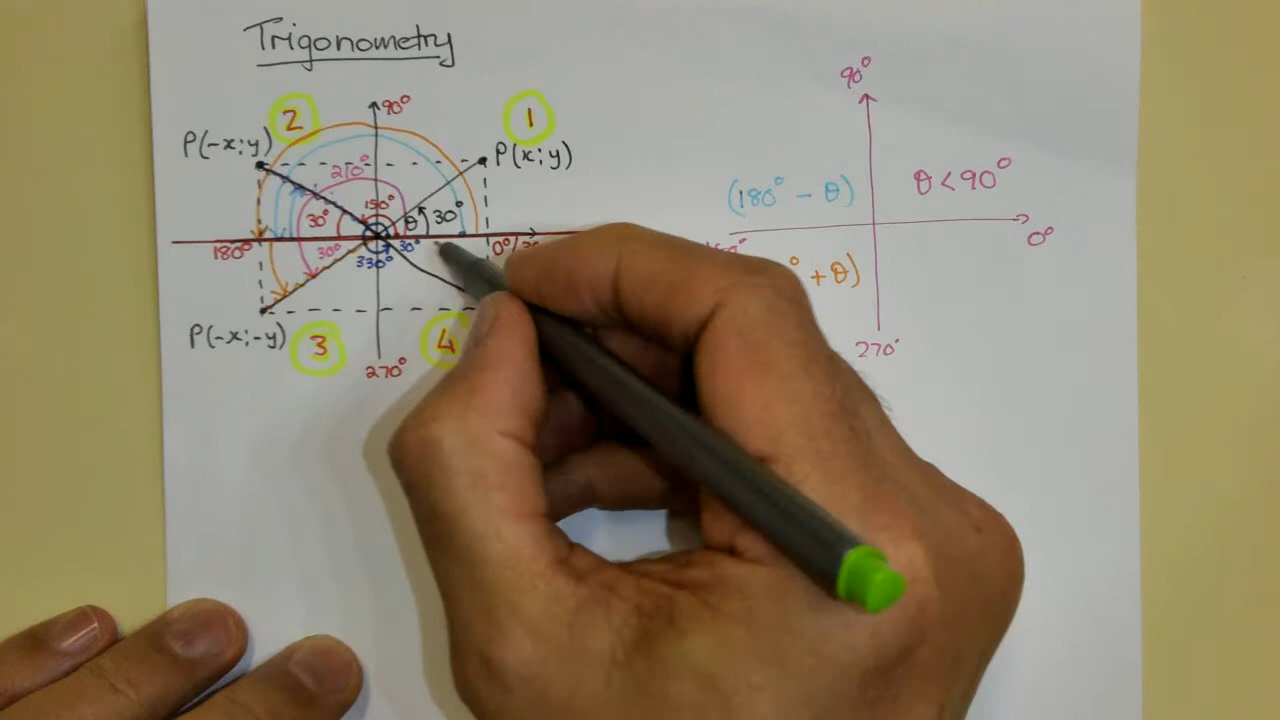 Trigonometry
90°
2
1
P(-x;y)
P(x;y)
210°
150°
30°
θ
30°
180°
30°
330°
30°
0°/
P(-x;-y)
3
4
270°
90°
(180° - θ)
θ < 90°
0°
° + θ)
270°